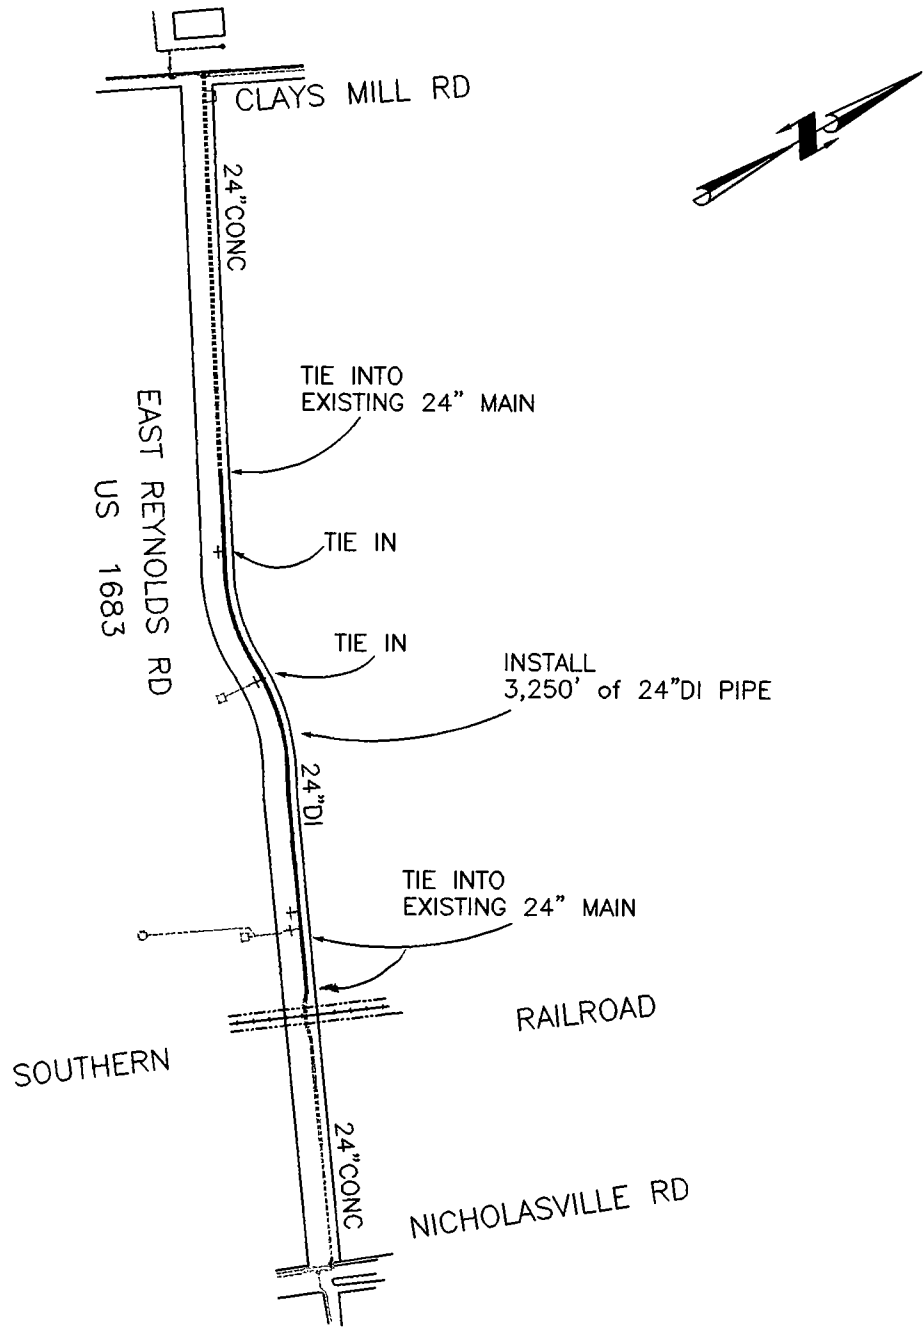 CLAYS MILL RD
24"CONC
TIE INTO
EXISTING 24" MAIN
EAST REYNOLDS RD
US 1683
TIE IN
TIE IN
INSTALL
3,250' of 24"DI PIPE
24"DI
TIE INTO
EXISTING 24" MAIN
SOUTHERN RAILROAD
24"CONC
NICHOLASVILLE RD